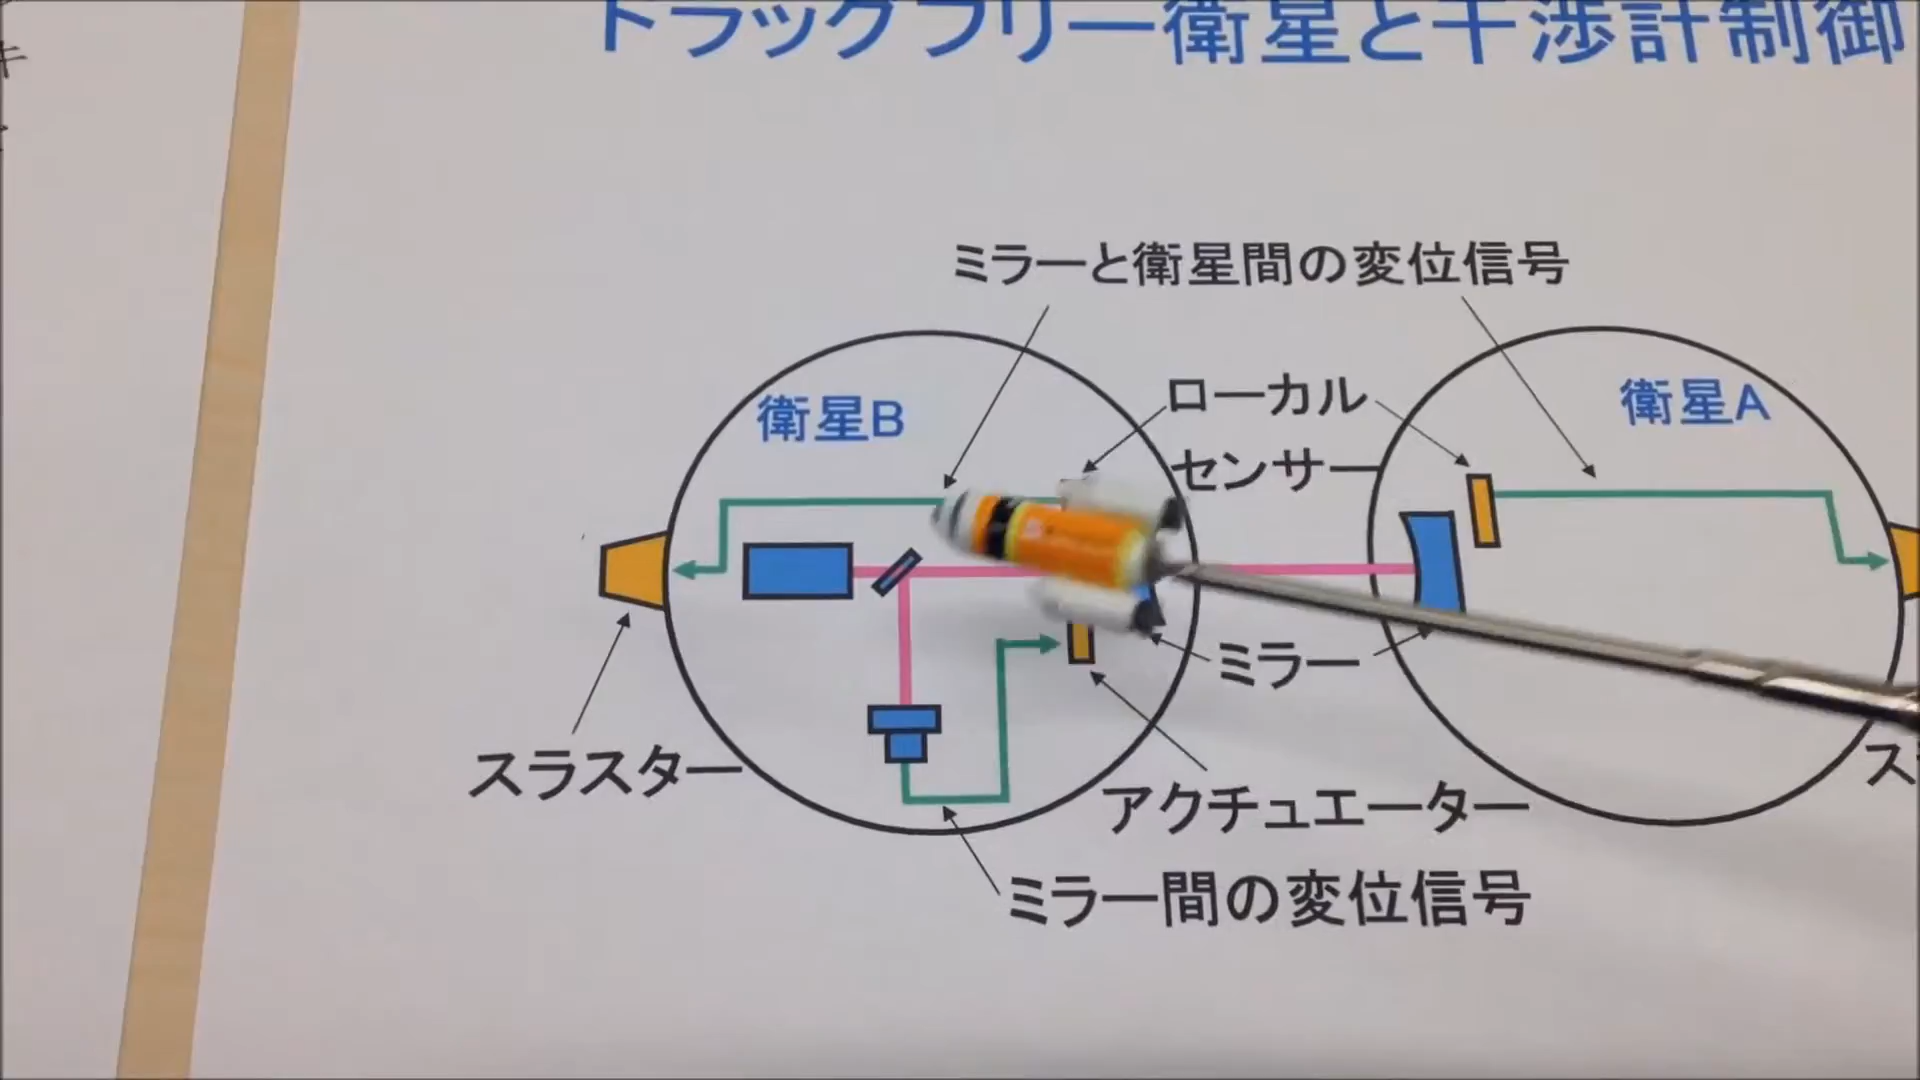 ドラッグフリー衛星と干渉計制御
ミラーと衛星間の変位信号
衛星B
ローカル
センサー
衛星A
ミラー
スラスター
アクチュエーター
ミラー間の変位信号